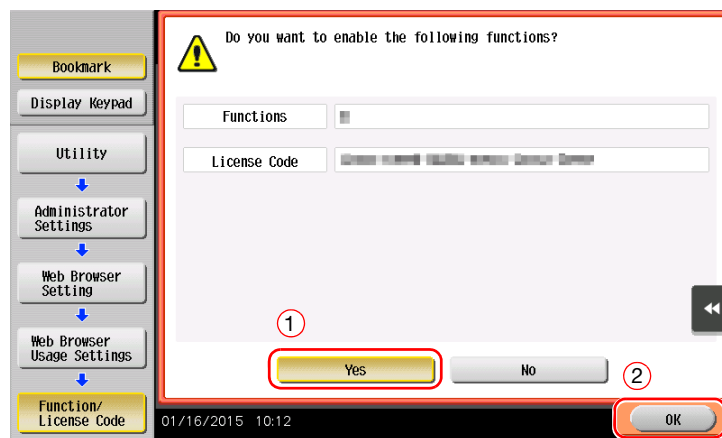 Do you want to enable the following functions?
Bookmark
Display Keypad
Functions
Utility
License Code
Administrator
Settings
Web Browser
Setting
1
Web Browser
Usage Settings
Yes
No
2
Function/
License Code
01/16/2015 10:12
OK